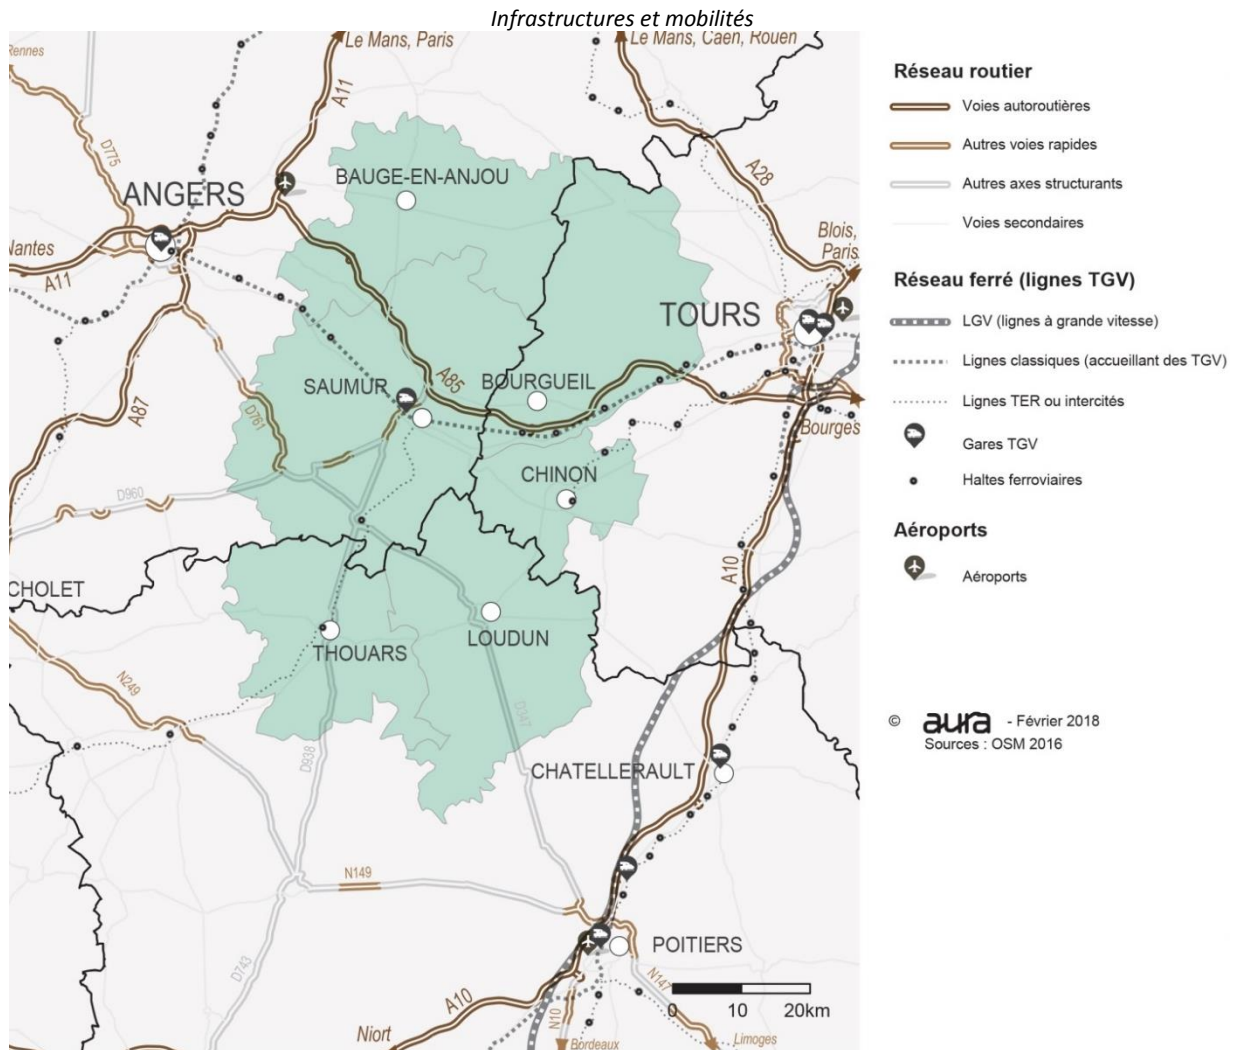 Infrastructures et mobilités
Rennes
Le Mans, Paris
Le Mans, Caen, Rouen
A11
D775
A28
BAUGE-EN-ANJOU
ANGERS
Nantes
A11
Blois,
Paris
TOURS
SAUMUR
A85
BOURGUEIL
A87
D761
Bourges
CHINON
D960
A10
CHOLET
THOUARS
LOUDUN
N249
D347
D938
CHATELLERAULT
N149
POITIERS
D743
N147
A10
N10
0 10 20km
Niort
Bordeaux
Limoges
Réseau routier
Voies autoroutières
Autres voies rapides
Autres axes structurants
Voies secondaires
Réseau ferré (lignes TGV)
LGV (lignes à grande vitesse)
Lignes classiques (accueillant des TGV)
Lignes TER ou intercités
Gares TGV
Haltes ferroviaires
Aéroports
Aéroports
© aura - Février 2018
Sources : OSM 2016